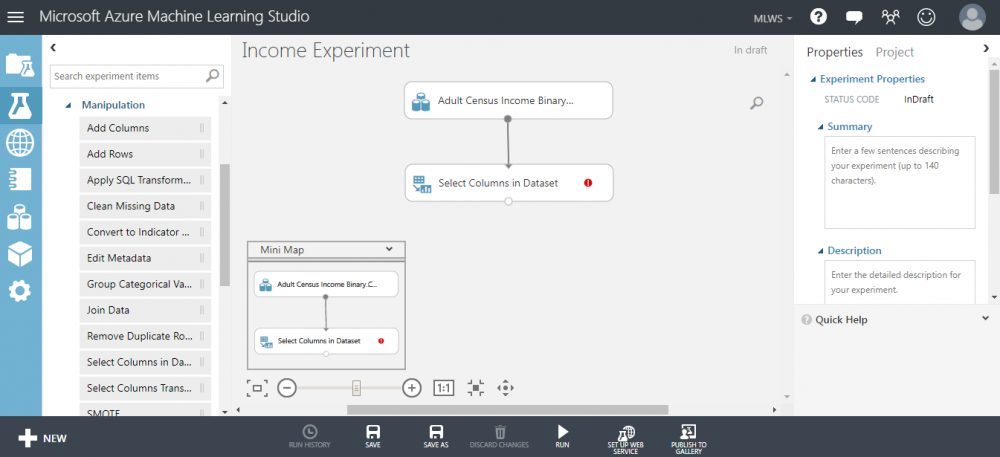 Microsoft Azure Machine Learning Studio
MLWS
Search experiment items
Manipulation
Add Columns
Add Rows
Apply SQL Transform...
Clean Missing Data
Convert to Indicator ...
Edit Metadata
Group Categorical Va...
Join Data
Remove Duplicate Ro...
Select Columns in Da...
Select Columns Trans...
SMOTE
Income Experiment
In draft
Adult Census Income Binary...
Select Columns in Dataset
Mini Map
Adult Census Income Binary.C...
Select Columns in Dataset
1:1
Properties
Project
Experiment Properties
STATUS CODE
InDraft
Summary
Enter a few sentences describing
your experiment (up to 140
characters).
Description
Enter the detailed description for
your experiment.
Quick Help
NEW
RUN HISTORY
SAVE
SAVE AS
DISCARD CHANGES
RUN
SET UP WEB
SERVICE
PUBLISH TO
GALLERY